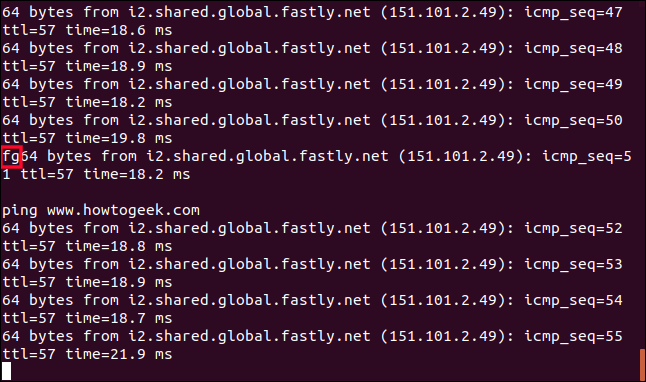 64 bytes from i2.shared.global.fastly.net (151.101.2.49): icmp_seq=47
ttl=57 time=18.6 ms
64 bytes from i2.shared.global.fastly.net (151.101.2.49): icmp_seq=48
ttl=57 time=18.9 ms
64 bytes from i2.shared.global.fastly.net (151.101.2.49): icmp_seq=49
ttl=57 time=18.2 ms
64 bytes from i2.shared.global.fastly.net (151.101.2.49): icmp_seq=50
ttl=57 time=19.8 ms
fg64 bytes from i2.shared.global.fastly.net (151.101.2.49): icmp_seq=5
1 ttl=57 time=18.2 ms
ping www.howtogeek.com
64 bytes from i2.shared.global.fastly.net (151.101.2.49): icmp_seq=52
ttl=57 time=18.8 ms
64 bytes from i2.shared.global.fastly.net (151.101.2.49): icmp_seq=53
ttl=57 time=18.9 ms
64 bytes from i2.shared.global.fastly.net (151.101.2.49): icmp_seq=54
ttl=57 time=18.7 ms
64 bytes from i2.shared.global.fastly.net (151.101.2.49): icmp_seq=55
ttl=57 time=21.9 ms